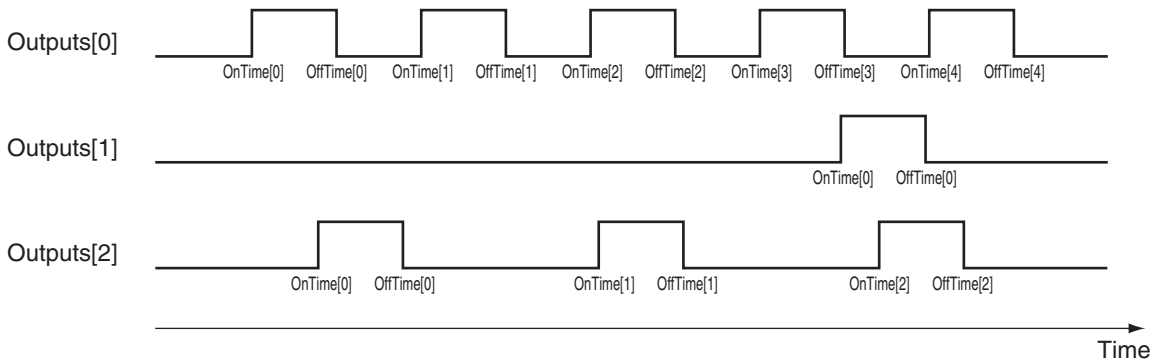 Outputs[0]
OnTime[0] OffTime[0] OnTime[1] OffTime[1] OnTime[2] OffTime[2] OnTime[3] OffTime[3] OnTime[4] OffTime[4]
Outputs[1]
OnTime[0] OffTime[0]
Outputs[2]
OnTime[0] OffTime[0] OnTime[1] OffTime[1] OnTime[2] OffTime[2]
Time